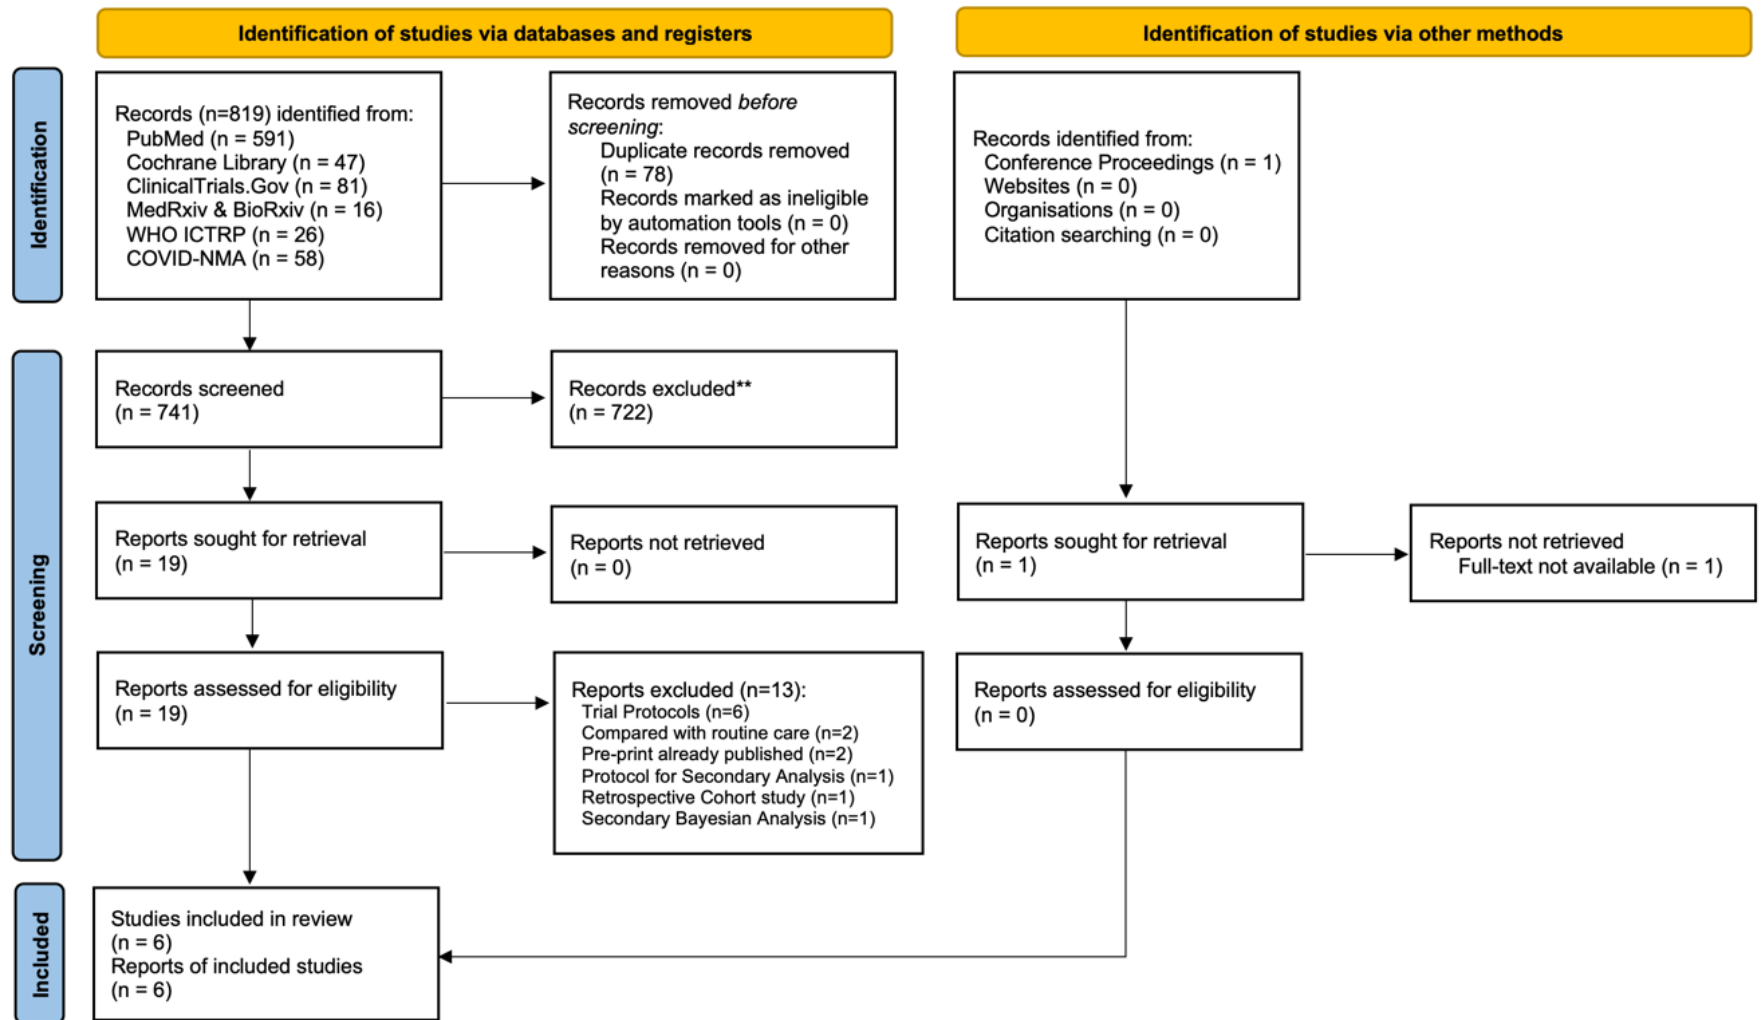 Identification of studies via databases and registers
Identification of studies via other methods
Identification
Records (n=819) identified from:
PubMed (n = 591)
Cochrane Library (n = 47)
ClinicalTrials.Gov (n = 81)
MedRxiv & BioRxiv (n = 16)
WHO ICTRP (n = 26)
COVID-NMA (n = 58)
Records removed before
screening:
Duplicate records removed
(n = 78)
Records marked as ineligible
by automation tools (n = 0)
Records removed for other
reasons (n = 0)
Records identified from:
Conference Proceedings (n = 1)
Websites (n = 0)
Organisations (n = 0)
Citation searching (n = 0)
Screening
Records screened
(n = 741)
Records excluded**
(n = 722)
Reports sought for retrieval
(n = 19)
Reports not retrieved
(n = 0)
Reports sought for retrieval
(n = 1)
Reports not retrieved
Full-text not available (n = 1)
Reports assessed for eligibility
(n = 19)
Reports excluded (n=13):
Trial Protocols (n=6)
Compared with routine care (n=2)
Pre-print already published (n=2)
Protocol for Secondary Analysis (n=1)
Retrospective Cohort study (n=1)
Secondary Bayesian Analysis (n=1)
Reports assessed for eligibility
(n = 0)
Included
Studies included in review
(n = 6)
Reports of included studies
(n = 6)